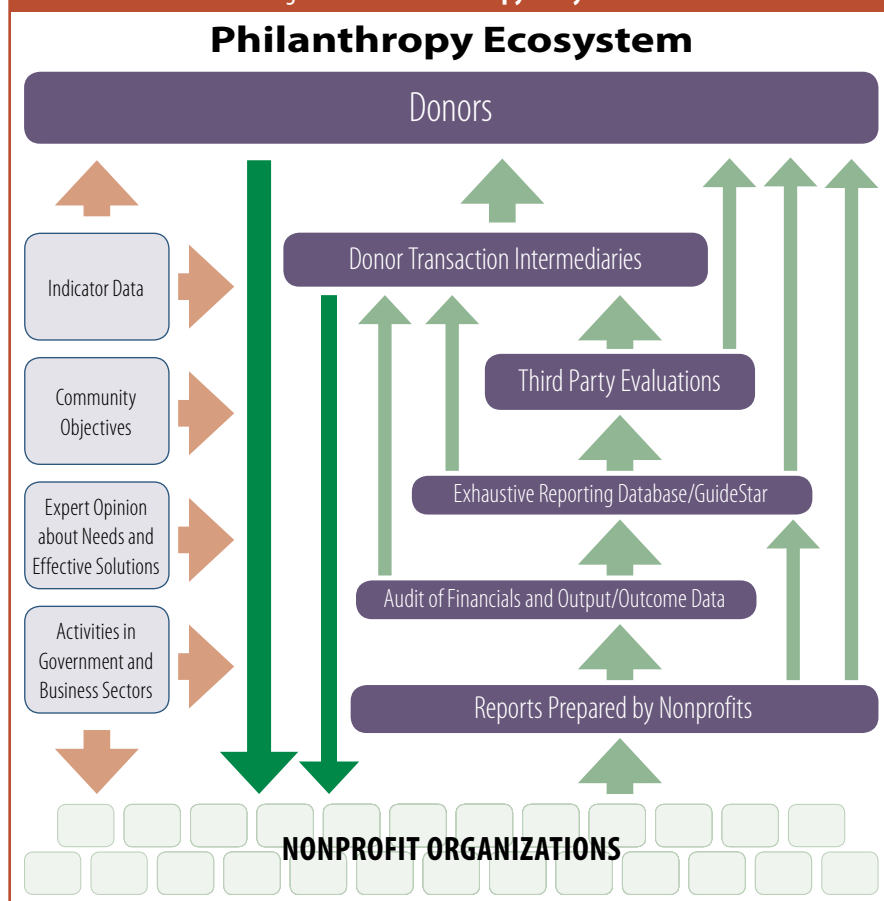 Philanthropy Ecosystem
Donors
Donor Transaction Intermediaries
Indicator Data
Third Party Evaluations
Community
Objectives
Exhaustive Reporting Database/GuideStar
Expert Opinion
about Needs and
Effective Solutions
Audit of Financials and Output/Outcome Data
Activities in
Government and
Business Sectors
Reports Prepared by Nonprofits
NONPROFIT ORGANIZATIONS